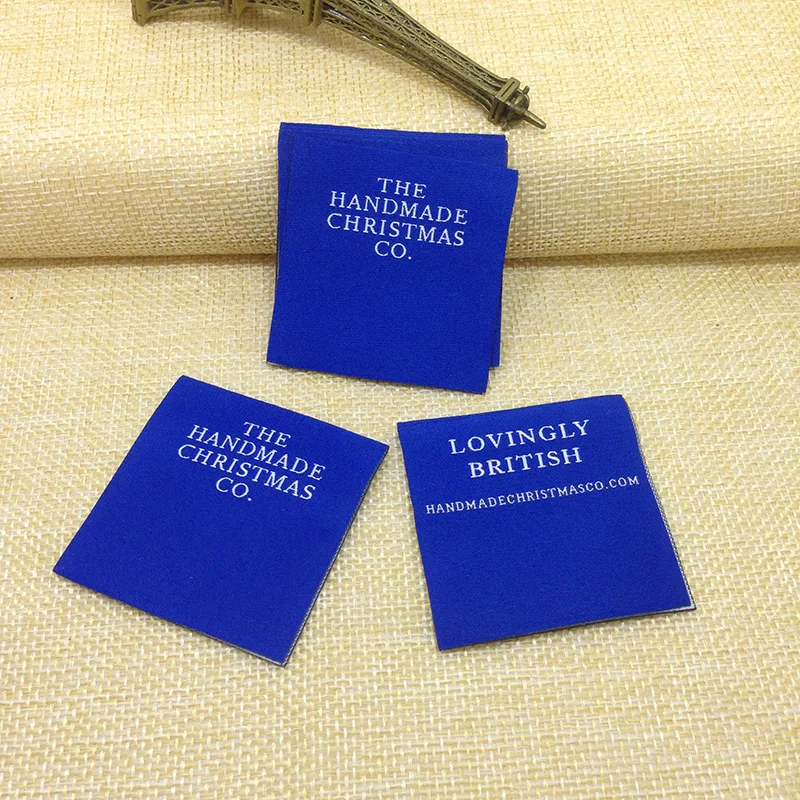 THE
HANDMADE
CHRISTMAS
CO.
THE
HANDMADE
CHRISTMAS
CO.
LOVINGLY
BRITISH
HANDMADECHRISTMASCO.COM